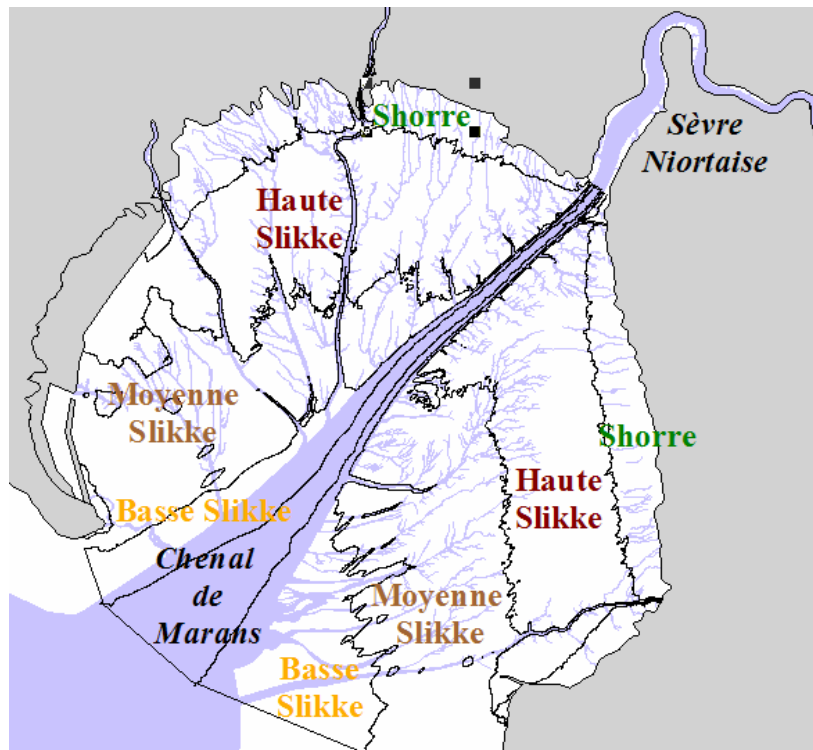 Shorre
Sèvre
Niortaise
Haute
Slikke
Moyenne
Slikke
Shorre
Haute
Slikke
Basse Slikke
Chenal
de
Marans
Moyenne
Slikke
Basse
Slikke